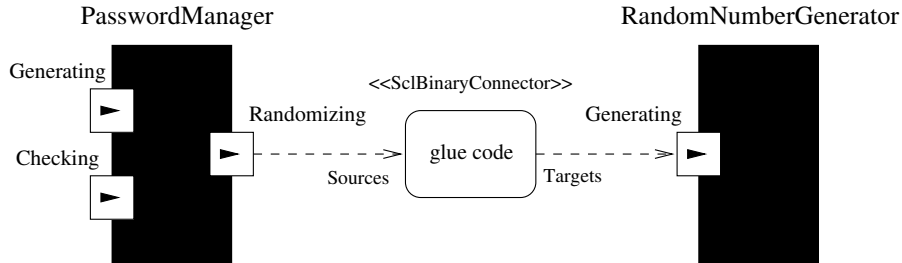 PasswordManager
RandomNumberGenerator
Generating
<<SclBinaryConnector>>
Randomizing
Generating
Checking
glue code
Sources
Targets